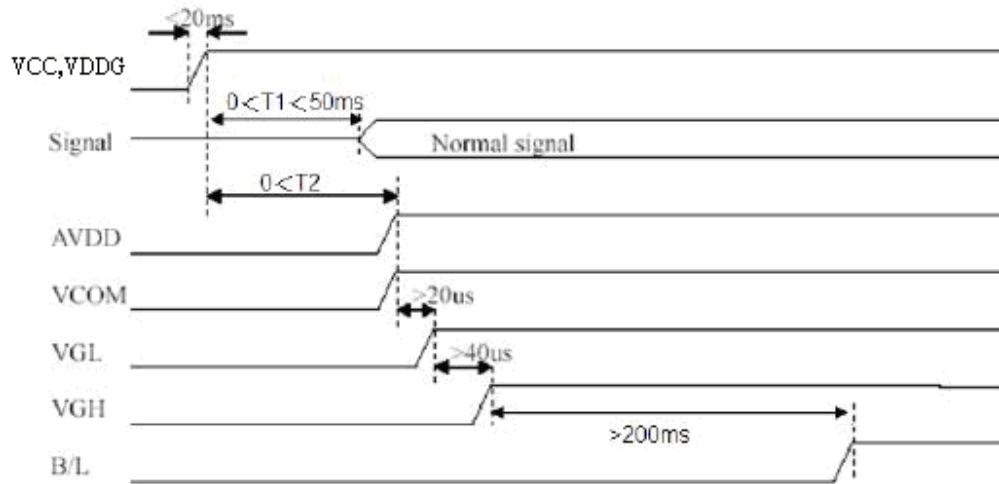 <20ms
VCC,VDDG
0<T1<50ms
Signal
Normal signal
0<T2
AVDD
VCOM
>20us
VGL
>40us
VGH
>200ms
B/L